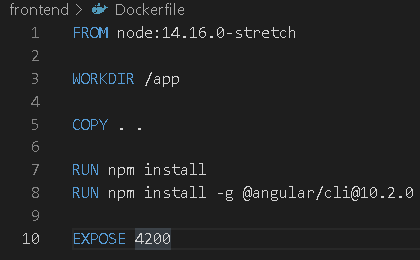 frontend > Dockerfile
1 FROM node:14.16.0-stretch
2
3 WORKDIR /app
4
5 COPY . .
6
7 RUN npm install
8 RUN npm install -g @angular/cli@10.2.0
9
10 EXPOSE 4200